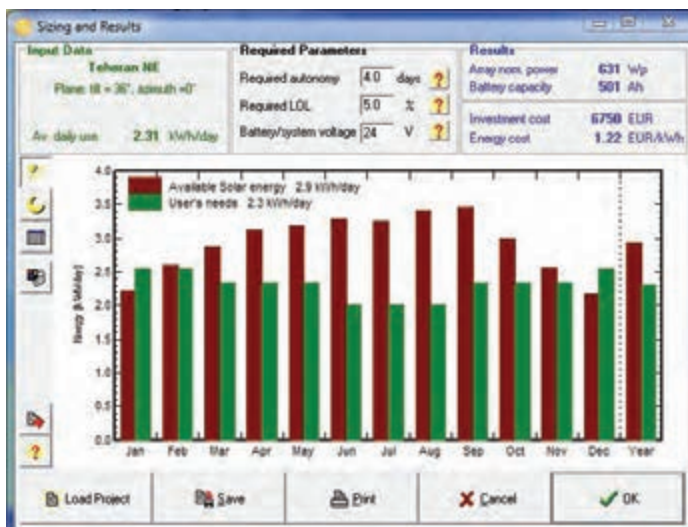 Sizing and Results
Input Data
Tehoran NE
Plane: tilt = 36°, azimuth =0°
Av. daily use 2.31 kWh/day
Required Parameters
Required autonomy 4.0 days ?
Required LOL 5.0 % ?
Battery/system voltage 24 V ?
Results
Array nom. power 631 Wp
Battery capacity 501 Ah
Investment cost 6750 EUR
Energy cost 1.22 EUR/kWh
Available Solar energy 2.9 kWh/day
User's needs 2.3 kWh/day
Energy [kWh/day]
4.0
3.5
3.0
2.5
2.0
1.5
1.0
0.5
0.0
Jan Feb Mar Apr May Jun Jul Aug Sep Oct Nov Dec Year
?
Load Project Save Print Cancel OK